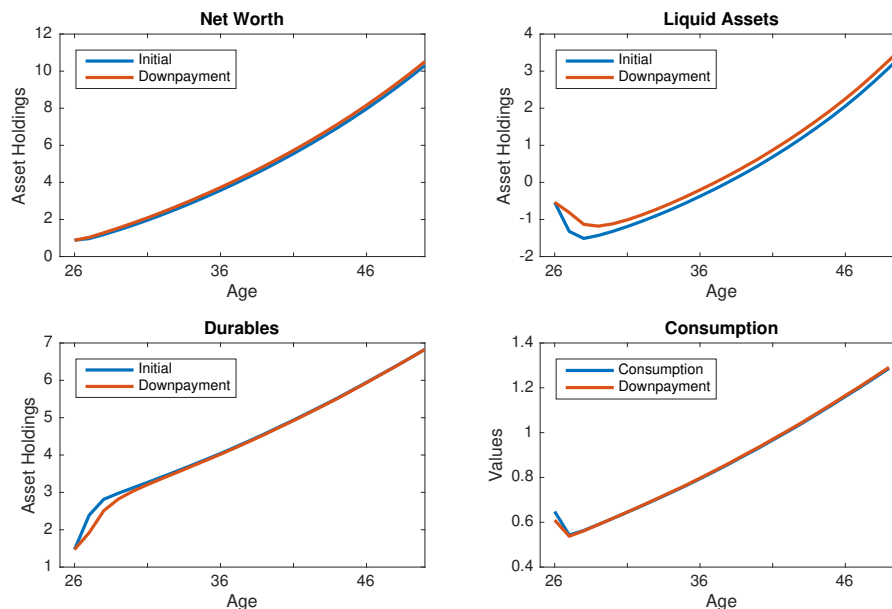 Net Worth
12
10
8
6
4
2
0
Asset Holdings
Initial
Downpayment
26
36
46
Age
Liquid Assets
4
3
2
1
0
-1
-2
Asset Holdings
Initial
Downpayment
26
36
46
Age
Durables
7
6
5
4
3
2
1
Asset Holdings
Initial
Downpayment
26
36
46
Age
Consumption
1.4
1.2
1
0.8
0.6
0.4
Values
Consumption
Downpayment
26
36
46
Age